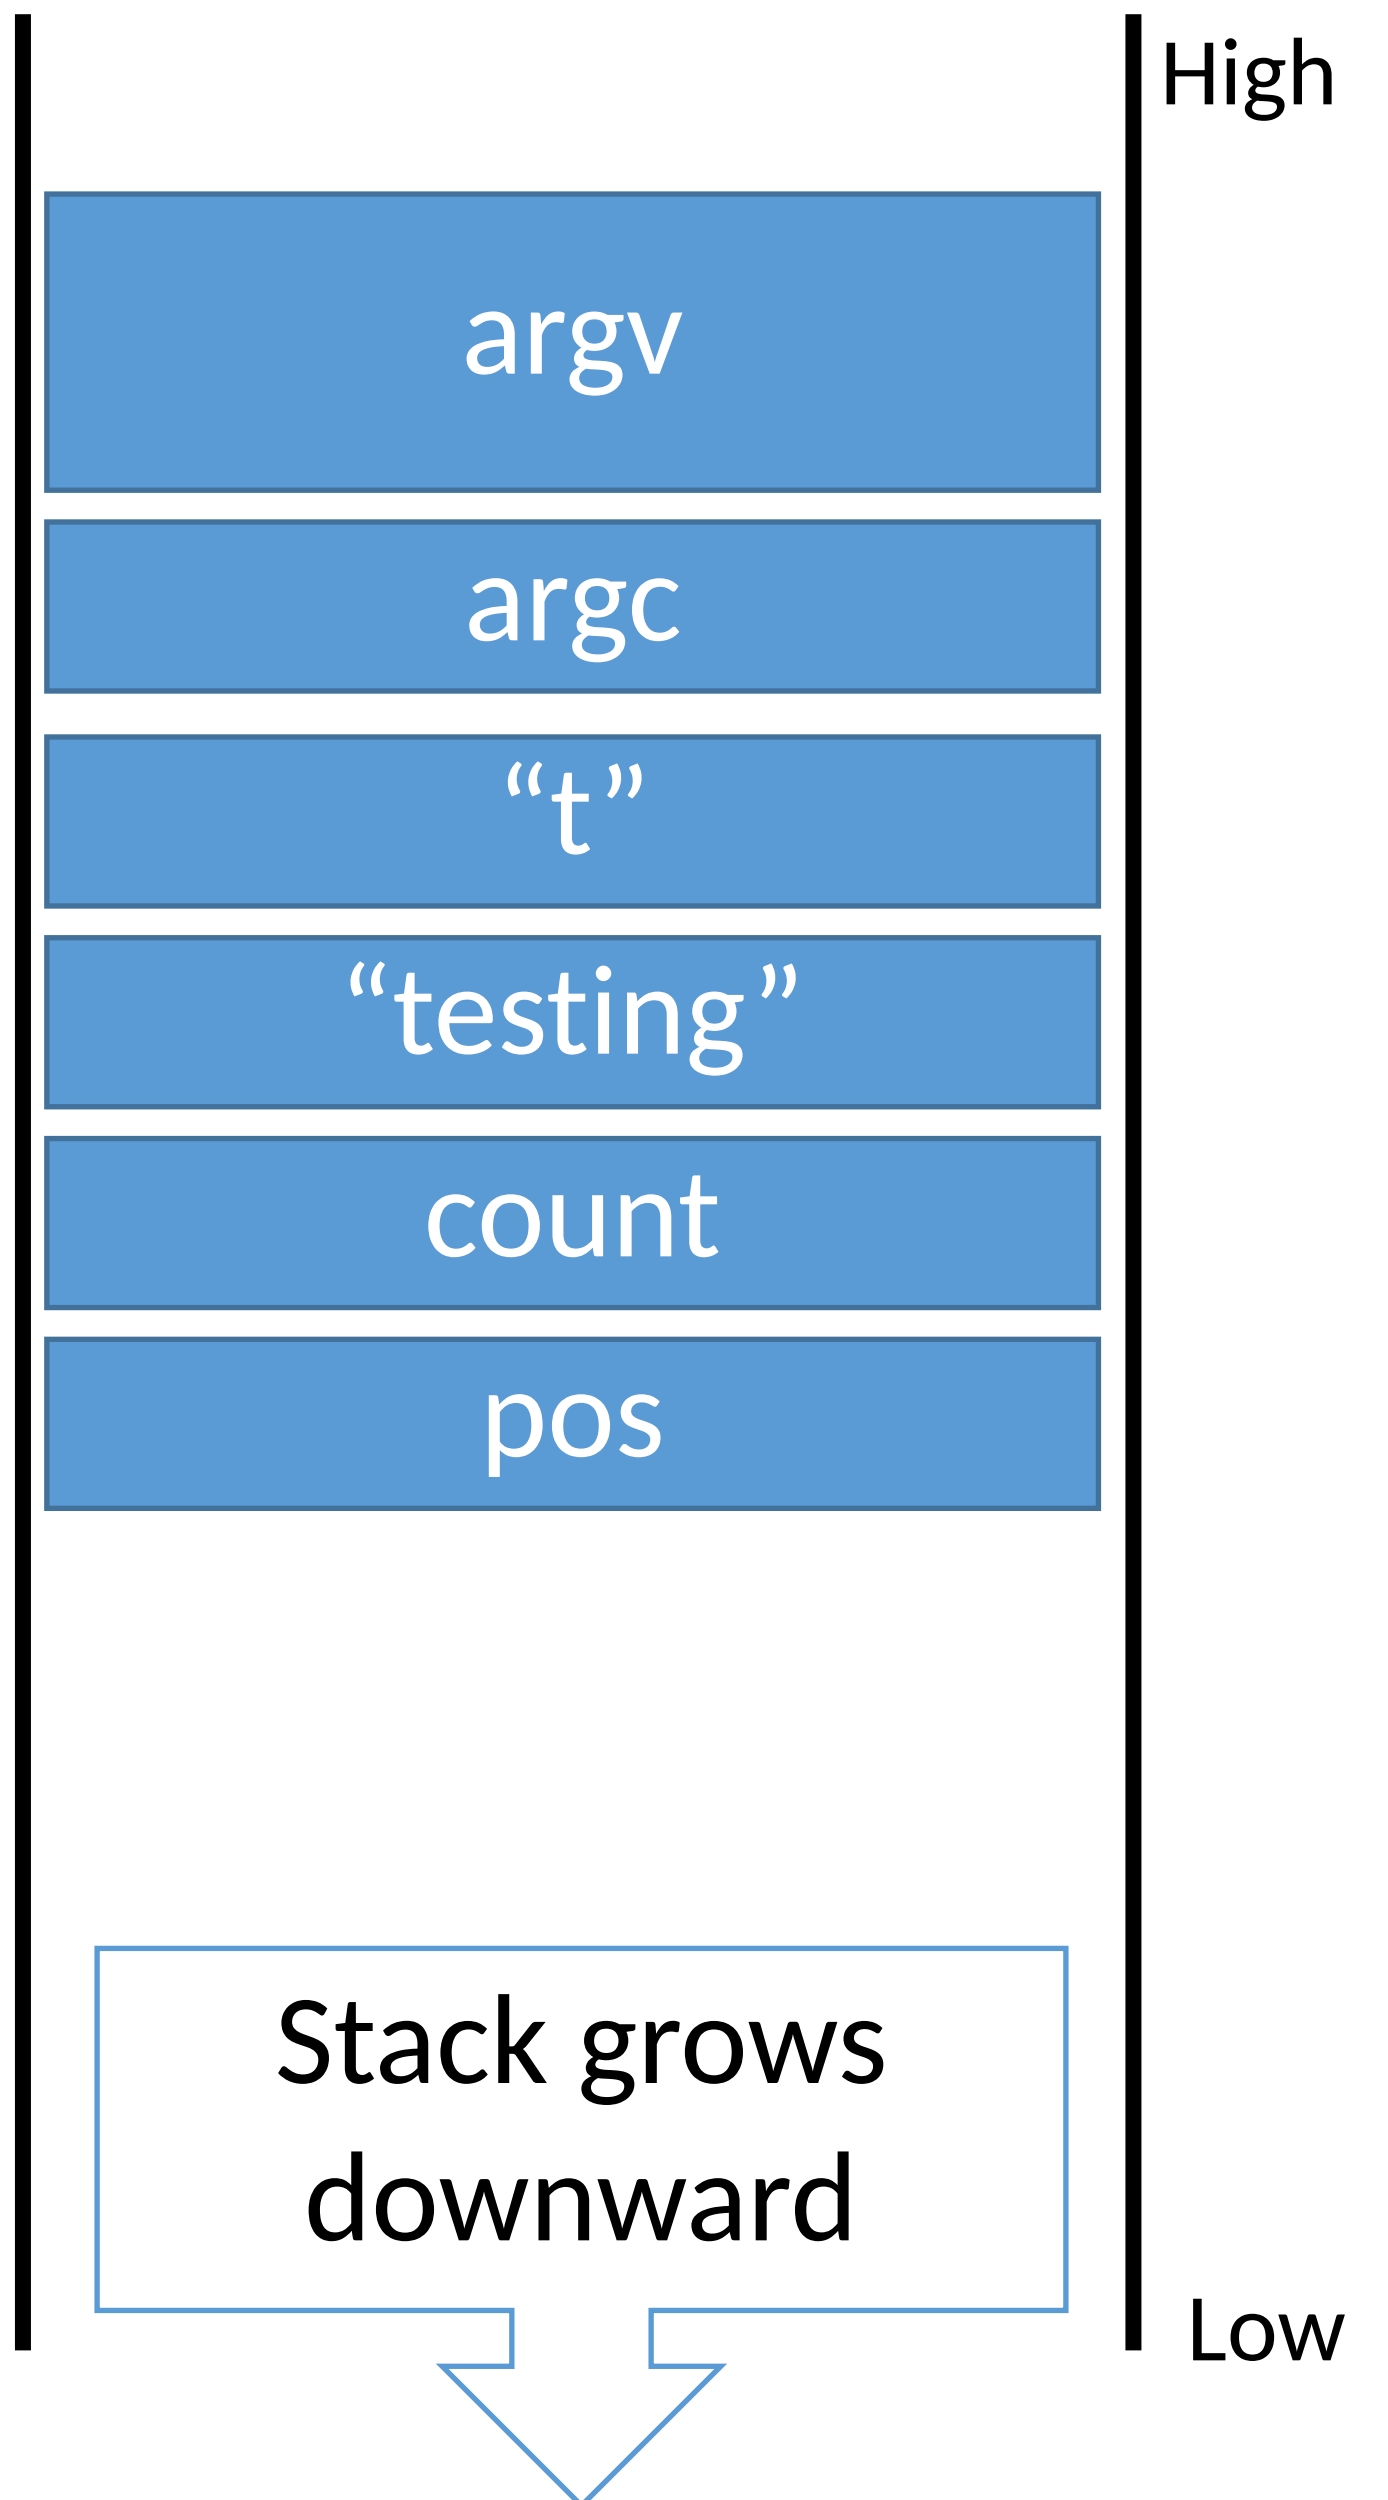 High
argv
argc
“t”
“testing”
count
pos
Stack grows
downward
Low